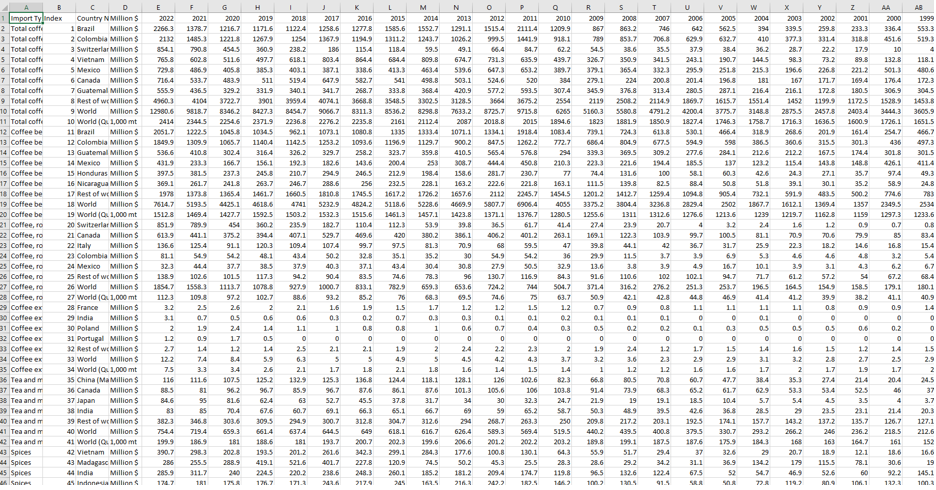 A B C D E F G H I J K L M N O P Q R S T U V W X Y Z AA AB
1 Import Ty Index Country N Million $ 2022 2021 2020 2019 2018 2017 2016 2015 2014 2013 2012 2011 2010 2009 2008 2007 2006 2005 2004 2003 2002 2001 2000 1999
2 Total coff 1 Brazil Million $ 2266.3 1378.7 1216.7 1171.6 1122.4 1258.6 1277.8 1585.6 1552.7 1291.1 1515.4 2111.4 1209.9 867 863.2 746 642 562.5 394 339.5 259.8 233.3 336.4 553.3
3 Total coff 2 Colombia Million $ 2132 1485.3 1221.8 1267.9 1254 1367.9 1194.9 1311.2 1243.7 1026.2 999.5 1441.9 918.1 789 853.7 706.8 629.9 632.7 410 377.3 331.4 318.8 451.6 519.3
4 Total coff 3 Switzerlar Million $ 854.1 790.8 454.5 360.9 238.2 186 115.4 118.4 59.5 49.1 66.4 84.7 62.2 54.5 38.6 35.5 37.9 38.4 36.2 28.7 22.2 17.9 10 4
5 Total coff 4 Vietnam Million $ 765.8 602.8 511.6 497.7 618.1 803.4 864.4 684.4 809.8 674.7 731.3 635.9 439.7 326.7 350.9 341.5 243.1 190.7 144.5 98.3 73.2 89.8 132.8 118.1
6 Total coff 5 Mexico Million $ 729.8 486.9 405.8 385.3 403.1 387.1 338.6 413.3 463.4 539.6 647.3 653.2 389.7 379.1 365.4 332.3 295.9 251.8 215.3 196.6 226.8 221.2 501.3 480.6
7 Total coff 6 Canada Million $ 716.4 533.7 483.9 511 519.4 647.9 582.7 541 498.8 503.1 524.6 520 384 279.1 224 200.8 201.4 196.8 181 167 171.7 169.4 176.4 172.3
8 Total coff 7 Guatemal Million $ 555.9 436.5 329.2 331.9 340.1 341.7 268.7 333.8 368.4 420.9 577.2 593.5 307.4 345.9 376.8 313.4 280.5 287.1 216.4 216.1 172.8 180.5 306.9 304.5
9 Total coff 8 Rest of wc Million $ 4960.3 4104 3722.7 3901 3959.4 4074.1 3668.8 3548.5 3302.5 3128.5 3664 3675.2 2554 2119 2508.2 2114.9 1869.7 1615.7 1551.4 1452 1199.9 1172.5 1528.9 1453.8
10 Total coff 9 World Million $ 12980.6 9818.7 8346.2 8427.3 8454.7 9066.7 8311.3 8536.2 8298.8 7633.2 8725.7 9715.8 6265 5160.3 5580.8 4791.2 4200.4 3775.7 3148.8 2875.5 2457.8 2403.4 3444.3 3605.9
11 Total coff 10 World (Qu 1,000 mt 2414 2344.5 2254.6 2371.9 2236.8 2276.2 2235.8 2161 2112.4 2087 2018.8 2015 1894.6 1823 1881.9 1850.9 1827.4 1746.3 1758.7 1716.3 1636.5 1600.9 1726.1 1651.5
12 Coffee be 11 Brazil Million $ 2051.7 1222.5 1045.8 1034.5 962.1 1073.1 1080.8 1335 1333.4 1071.1 1334.1 1918.4 1083.4 739.1 724.3 613.8 530.1 466.4 318.9 268.6 201.9 161.4 254.7 466.7
13 Coffee be 12 Colombia Million $ 1849.9 1309.9 1065.7 1140.4 1142.5 1253.2 1093.6 1196.9 1129.7 900.2 847.5 1262.2 772.7 686.4 804.9 677.5 594.9 598 386.5 360.6 315.5 301.3 436 497.3
14 Coffee be 13 Guatemal Million $ 536.6 410.8 302.4 316.4 326.2 329.7 258.2 323.7 359.8 410.5 565.4 576.8 294 339.3 369.5 309.2 277.6 284.1 212.6 212.2 167.5 174.4 301.8 301.5
15 Coffee be 14 Mexico Million $ 431.9 233.3 166.7 156.1 192.3 182.6 143.6 200.4 253 308.7 444.4 450.8 210.3 223.3 221.6 194.4 185.5 137 123.2 115.4 143.8 148.8 426.1 411.4
16 Coffee be 15 Honduras Million $ 397.5 381.5 237.3 245.8 210.7 294.9 246.5 212.9 198.4 158.6 281.7 230.7 77 74.4 131.6 100 58.1 60.3 42.6 24.3 27.1 35.7 97.4 49.3
17 Coffee be 16 Nicaragua Million $ 369.1 261.7 241.8 263.7 246.7 288.6 256 232.5 228.1 163.2 222.6 221.8 163.1 111.5 139.8 82.5 88.4 50.8 51.8 39.1 30.1 35.2 58.9 24.8
18 Coffee be 17 Rest of wc Million $ 1978 1373.8 1365.4 1461.7 1660.5 1810.8 1745.5 1617.2 1726.2 1657.6 2112 2245.7 1454.5 1201.2 1412.7 1259.4 1094.8 905.4 732.1 591.9 483.5 500.2 774.6 783
19 Coffee be 18 World Million $ 7614.7 5193.5 4425.1 4618.6 4741 5232.9 4824.2 5118.6 5228.6 4669.9 5807.7 6906.4 4055 3375.2 3804.4 3236.8 2829.4 2502 1867.7 1612.1 1369.4 1357 2349.5 2534
20 Coffee be 19 World (Qu 1,000 mt 1512.8 1469.4 1427.7 1592.5 1503.2 1532.3 1515.6 1461.3 1457.1 1423.8 1371.1 1376.7 1280.5 1255.6 1311 1312.6 1276.6 1213.6 1239 1219.7 1162.8 1159 1297.3 1233.6
21 Coffee, ro 20 Switzerlar Million $ 851.9 789.9 454 360.2 235.9 182.7 110.4 112.3 53.9 39.8 36.5 61.7 41.4 27.4 23.9 20.7 4 3.2 2.4 1.6 1.2 0.9 0.7 0.8
21 Coffee, ro 21 Canada Million $ 613.9 441.1 375.2 394.4 407.1 529.7 469.6 420 380.1 386.1 406.2 401.2 263.1 169.1 122.3 103.9 99.7 100.5 81.1 70.9 70.6 79.9 85 83.4
22 Coffee, ro 22 Italy Million $ 136.6 125.4 91.1 120.3 109.4 107.4 99.7 97.5 81.3 70.9 68 59.5 47 39.8 44.1 42 36.7 31.7 25.9 22.3 18.2 14.6 16.8 15.4
23 Coffee, ro 23 Colombia Million $ 81.1 54.9 54.2 48.1 43.4 50.2 32.8 35.1 35.2 30 54.9 54.2 36 29.9 11.5 3.7 3.9 6.9 5.3 4.6 4.6 4.8 3.2 5.4
24 Coffee, ro 24 Mexico Million $ 32.3 44.4 37.7 38.5 37.9 40.3 37.1 43.4 30.4 30.8 27.9 50.5 32.9 13.6 3.8 3.9 4.9 16.7 10.1 3.9 3.1 4.3 6.2 6.7
25 Coffee, ro 25 Rest of wc Million $ 138.9 102.6 101.5 117.3 94.2 90.4 83.5 74.6 78.3 96 130.7 116.9 84.3 91.6 110.6 102 102.1 94.7 71.7 61.2 57.2 54 67.2 68.4
26 Coffee, ro 26 World Million $ 1854.7 1558.3 1113.7 1078.8 927.9 1000.7 833.1 782.9 659.3 653.6 724.2 744 504.7 371.4 316.2 276.2 251.3 253.7 196.5 164.5 154.9 158.5 179.1 180.1
27 Coffee, ro 27 World (Qu 1,000 mt 112.3 109.8 97.2 102.7 88.6 93.2 85.2 76 68.3 69.5 74.6 75 63.7 50.9 42.1 42.8 44.8 46.9 41.4 41.2 39.9 38.2 41.1 40.9
29 Coffee ex 28 France Million $ 3.2 2.5 2.6 2 2.1 1.6 1.9 1.5 1.7 1.2 1.2 1.5 1.2 0.7 0.9 0.8 1.1 1.1 1.1 1.1 0.8 0.9 0.9 1.4
30 Coffee ex 29 India Million $ 3.1 0.7 0.5 0.6 0.6 0.3 0.2 0.7 0.3 0.3 0.1 0.1 0.2 0.1 0.1 0.1 0.1 0 0 0.1 0 0 0 0
31 Coffee ex 30 Poland Million $ 2 1.9 2.4 1.4 1.1 1 0.8 0.8 1 0.6 0.7 0.4 0.3 0.5 0.2 0.2 0.1 0.3 0.5 0.5 0.5 0.6 0.2 0
32 Coffee ex 31 Portugal Million $ 1.2 0.9 1.7 0.5 0 0 0 0 0 0 0 0 0 0 0 0 0 0 0 0 0 0 0 0
33 Coffee ex 32 Rest of wc Million $ 2.7 1.4 1.2 1.4 2.5 2.1 2.1 1.9 2 2.4 2.2 2.3 2 1.9 2.4 1.2 1.7 1.5 1.4 1.6 1.5 1.2 1.4 1.5
34 Coffee ex 33 World Million $ 12.2 7.4 8.4 5.9 6.3 5 5 4.9 5 4.5 4.2 4.3 3.7 3.2 3.6 2.3 2.9 2.9 3.1 3.2 2.8 2.7 2.5 2.9
35 Coffee ex 34 World (Qu 1,000 mt 7.5 3.3 3.4 2.6 2.1 1.7 1.8 2.1 1.8 1.6 1.4 1.5 1.4 1 1.2 1.2 1.6 1.6 1.7 2 1.7 1.9 1.7 2
36 Tea and m 35 China (Ma Million $ 116 111.6 107.5 125.2 132.9 125.3 136.8 124.4 118.1 128.1 126 102.6 82.3 66.8 80.5 70.8 60.7 47.7 38.4 35.3 27.4 21.4 20.4 24.5
37 Tea and m 36 Canada Million $ 88.5 81 96.2 96.7 85.9 96.7 87.6 86.1 87.6 101.3 105.6 106 103.8 91.4 73.9 68.3 65.2 61.7 62.9 53.3 53.4 52.5 46 37
38 Tea and m 37 Japan Million $ 84.6 95 81.6 62.4 63 52.7 45.5 37.8 31.7 34 30 32.3 24.7 21.9 19 19.1 18.5 10.4 5.7 5.4 4.5 3.5 4 3.7
39 Tea and m 38 India Million $ 83 85 70.4 67.6 60.7 69.1 66.3 65.1 66.7 69 59 65.2 58.7 50.3 48.9 39.5 42.6 36.8 28.5 29 23.5 23.1 21.4 20.3
40 Tea and m 39 Rest of wc Million $ 382.3 346.8 303.6 309.5 294.9 300.7 312.8 304.7 312.6 294 268.7 263.3 250 209.8 217.2 203.1 192.5 174.1 157.7 143.2 137.2 135.7 126.7 127.1
41 Tea and m 40 World Million $ 754.4 719.4 659.3 661.4 637.4 644.5 649 618.1 616.7 626.4 589.3 569.4 519.5 440.2 439.5 400.8 379.5 330.7 293.2 266.2 246 236.2 218.5 212.6
42 Tea and m 41 World (Qu 1,000 mt 199.9 186.9 181 188.6 181 193.7 200.7 202.3 199.6 206.6 201.2 202.2 203.2 189.8 199.1 187.5 187.6 175.9 184.3 168 163 164.7 161 152
43 Spices 42 Vietnam Million $ 390.7 298.3 202.8 193.5 201.2 261.6 342.3 299.1 284.3 177.6 100.8 130.1 64.3 55.9 51.7 29.4 37 32.6 29 20.7 18.9 12.1 18.6 16.6
44 Spices 43 Madagasc Million $ 286 255.5 288.9 419.1 521.6 401.7 227.8 120.9 74.5 50.2 45.3 25.5 28.3 28.6 29.2 34.2 31.1 36.9 134.2 179 115.5 78.1 30.6 19
45 Spices 44 India Million $ 285.9 311.7 240 224.5 220.2 238.6 248.3 260.1 185.2 181.2 209.4 174.7 119.8 96.5 132.6 122.4 67.5 52 54.7 46.9 52.6 60 92.2 145.1
46 Spices 45 Indonesia Million $ 174.7 181 175.8 176.7 171.3 243.6 217.9 245 163.5 216.3 242.2 182.5 146.2 100.2 130.5 91.5 58.8 50.8 72.8 119.2 80.9 106.1 132.3 100.3